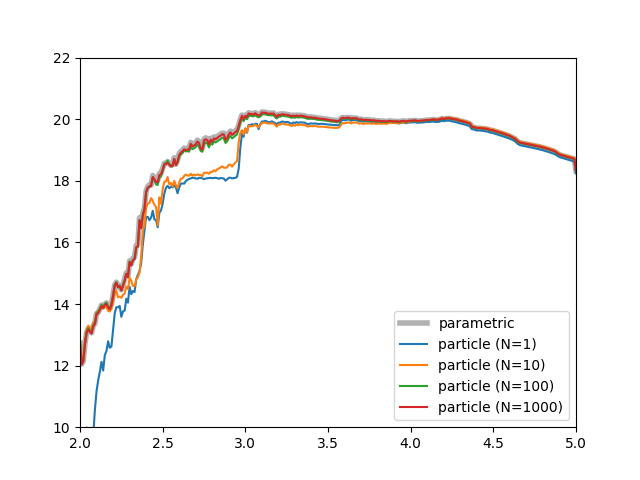 22
20
18
16
14
12
10
2.0 2.5 3.0 3.5 4.0 4.5 5.0
parametric
particle (N=1)
particle (N=10)
particle (N=100)
particle (N=1000)